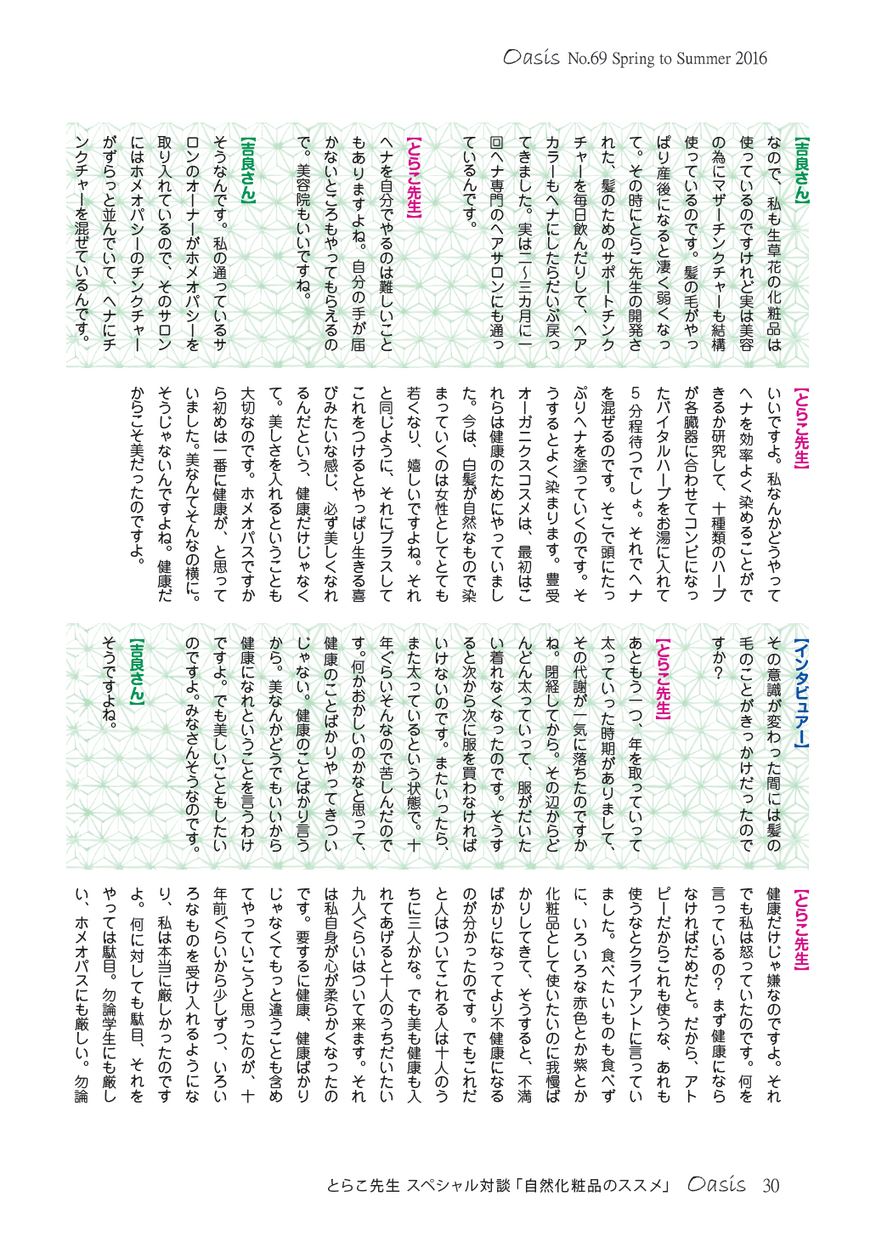 Oasis No.69 Spring to Summer 2016
【吉良さん】
なので、私も生草花の化粧品は
使っているのですけれど実は美容
の為にマザーチンクチャーも結構
使っているのです。髪の毛がやっ
ぱり産後になると凄く弱くなっ
て。その時にとらこ先生の開発さ
れた、髪のためのサポートチンク
チャーを毎日飲んだりして、ヘア
カラーもヘナにしたらだいぶ戻っ
てきました。実は二～三カ月に一
回ヘナ専門のヘアサロンにも通っ
ているんです。
【とらこ先生】
ヘナを自分でやるのは難しいこと
もありますよね。自分の手が届
かないところもやってもらえるの
で。美容院もいいですね。
【吉良さん】
そうなんです。私の通っているサ
ロンのオーナーがホメオパシーを
取り入れているので、そのサロン
にはホメオパシーのチンクチャー
がずらっと並んでいて、ヘナにチ
ンクチャーを混ぜているんです。
【とらこ先生】
いいですよ。私なんかどうやって
ヘナを効率よく染めることがで
きるか研究して、十種類のハーブ
が各臓器に合わせてコンビになっ
たバイタルハーブをお湯に入れて
５分程待つでしょ。それでヘナ
を混ぜるのです。そこで頭にたっ
ぷりヘナを塗っていくのです。そ
うするとよく染まります。豊受
オーガニクスコスメは、最初はこ
れらは健康のためにやっていまし
た。今は、白髪が自然なもので染
まっていくのは女性としてとても
若くなり、嬉しいですよね。それ
と同じように、それにプラスして
これをつけるとやっぱり生きる喜
びみたいな感じ、必ず美しくなれ
るんだという、健康だけじゃなく
て。美しさを入れるということも
大切なのです。ホメオパスですか
ら初めは一番に健康が、と思って
いました。美なんてそんなの横に。
そうじゃないんですよね。健康だ
からこそ美だったのですよ。
【インタビュアー】
その意識が変わった間には髪の
毛のことがきっかけだったので
すか？
【とらこ先生】
あともう一つ、年を取っていって
太っていった時期がありまして、
その代謝が一気に落ちたのですか
ね。閉経してから。その辺からど
んどん太っていって、服がだいた
い着れなくなったのです。そうす
ると次から次に服を買わなければ
いけないのです。またいったら、
また太っているという状態で。十
年ぐらいそんなので苦しんだので
す。何かおかしいのかなと思って、
健康のことばかりやってきつい
じゃない。健康のことばかり言う
から。美なんかどうでもいいから
健康になれということを言うわけ
ですよ。でも美しいこともしたい
のですよ。みなさんそうなのです。
【吉良さん】
そうですよね。
【とらこ先生】
健康だけじゃ嫌なのですよ。それ
でも私は怒っていたのです。何を
言っているの？まず健康になら
なければだめだと。だから、アト
ピーだからこれも使うな、あれも
使うなとクライアントに言ってい
ました。食べたいものも食べず
に、いろいろな赤色とか紫とか
化粧品として使いたいのに我慢ば
かりしてきて、そうすると、不満
ばかりになってより不健康になる
のが分かったのです。でもこれだ
と人はついてこれる人は十人のう
ちに三人かな。でも美も健康も入
れてあげると十人のうちだいたい
九人ぐらいはついて来ます。それ
は私自身が心が柔らかくなったの
です。要するに健康、健康ばかり
じゃなくてもっと違うことも含め
てやっていこうと思ったのが、十
年前ぐらいから少しずつ、いろい
ろなものを受け入れるようにな
り、私は本当に厳しかったのです
よ。何に対しても駄目、それを
やっては駄目。勿論学生にも厳し
い、ホメオパスにも厳しい。勿論
とらこ先生 スペシャル対談「自然化粧品のススメ」 Oasis 30